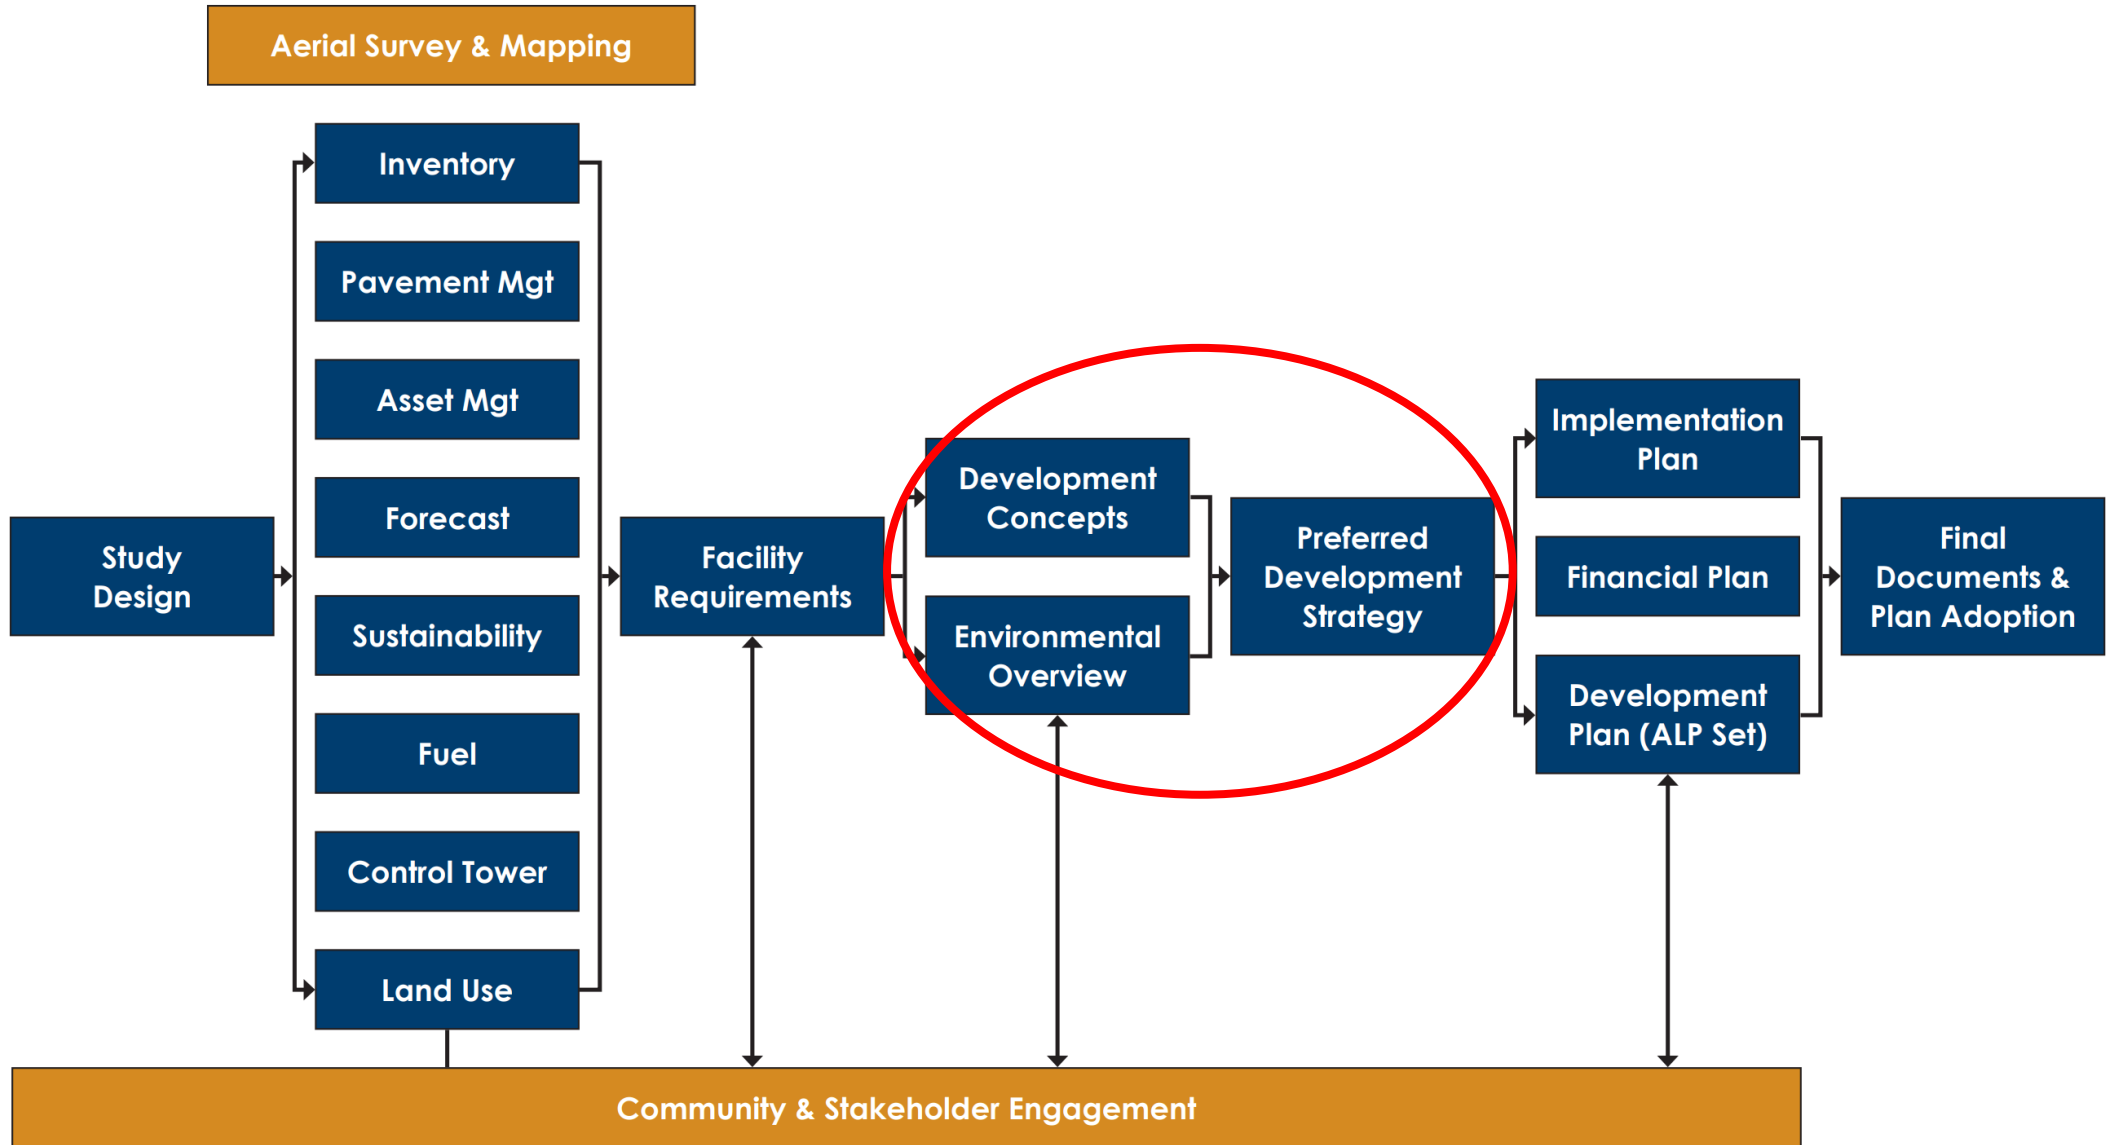 Aerial Survey & Mapping
Inventory
Pavement Mgt
Asset Mgt
Forecast
Sustainability
Fuel
Control Tower
Land Use
Study
Design
Facility
Requirements
Development
Concepts
Environmental
Overview
Preferred
Development
Strategy
Implementation
Plan
Financial Plan
Development
Plan (ALP Set)
Final
Documents &
Plan Adoption
Community & Stakeholder Engagement